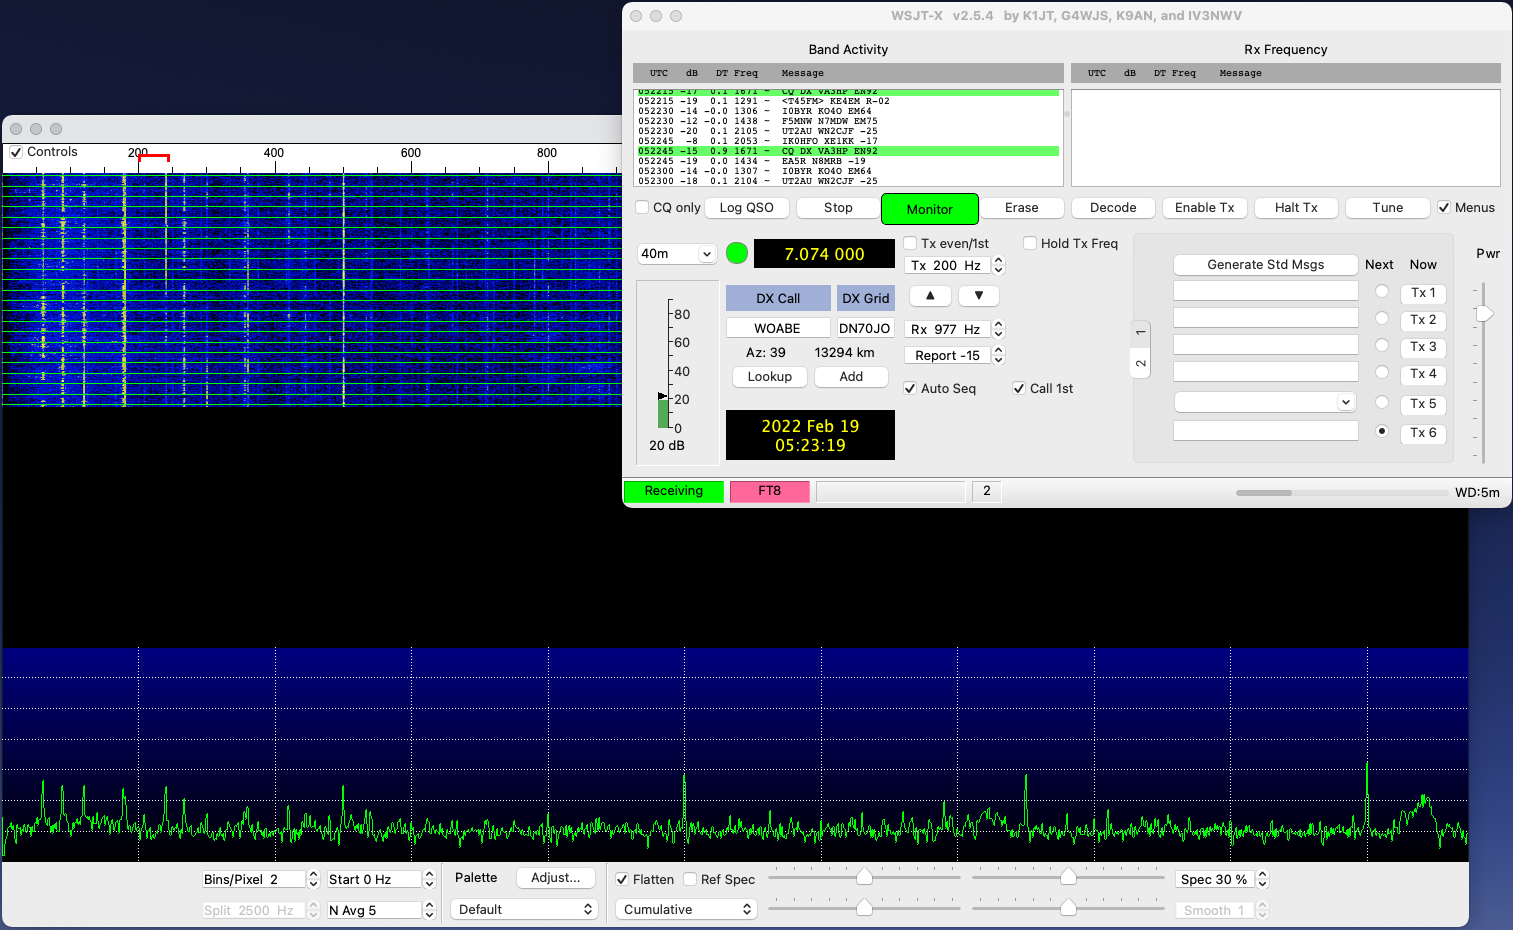 WSJT-X v2.5.4 by K1JT, G4WJS, K9AN, and IV3NWV
Band Activity
Rx Frequency
UTC dB DT Freq Message
UTC dB DT Freq Message
052215 -17 0.1 1671 ~ CQ DX VA3HP EN92
052215 -19 0.1 1291 ~ <T45FM> KE4EM R-02
052230 -14 -0.0 1306 ~ I0BYR KO4O EM64
052230 -12 -0.0 1438 ~ F5MNW N7MDW EM75
052230 -20 0.1 2105 ~ UT2AU WN2CJF -25
052245 -8 0.1 2053 ~ IK0HFO XE1KK -17
052245 -15 0.9 1671 ~ CQ DX VA3HP EN92
052245 -19 0.0 1434 ~ EA5R N8MRB -19
052300 -14 -0.0 1307 ~ I0BYR KO4O EM64
052300 -18 0.1 2104 ~ UT2AU WN2CJF -25
CQ only
Log QSO
Stop
Monitor
Erase
Decode
Enable Tx
Halt Tx
Tune
Menus
40m
7.074 000
Tx even/1st
Hold Tx Freq
Tx 200 Hz
DX Call
DX Grid
WOABE
DN70JO
Rx 977 Hz
Az: 39
13294 km
Report -15
Lookup
Add
Auto Seq
Call 1st
80
60
40
20
0
20 dB
2022 Feb 19
05:23:19
Generate Std Msgs
Next
Now
Pwr
Tx 1
Tx 2
Tx 3
Tx 4
Tx 5
Tx 6
1
2
Receiving
FT8
2
WD:5m
Controls
200
400
600
800
Bins/Pixel 2
Start 0 Hz
Palette
Adjust...
Flatten
Ref Spec
Spec 30 %
Split 2500 Hz
N Avg 5
Default
Cumulative
Smooth 1